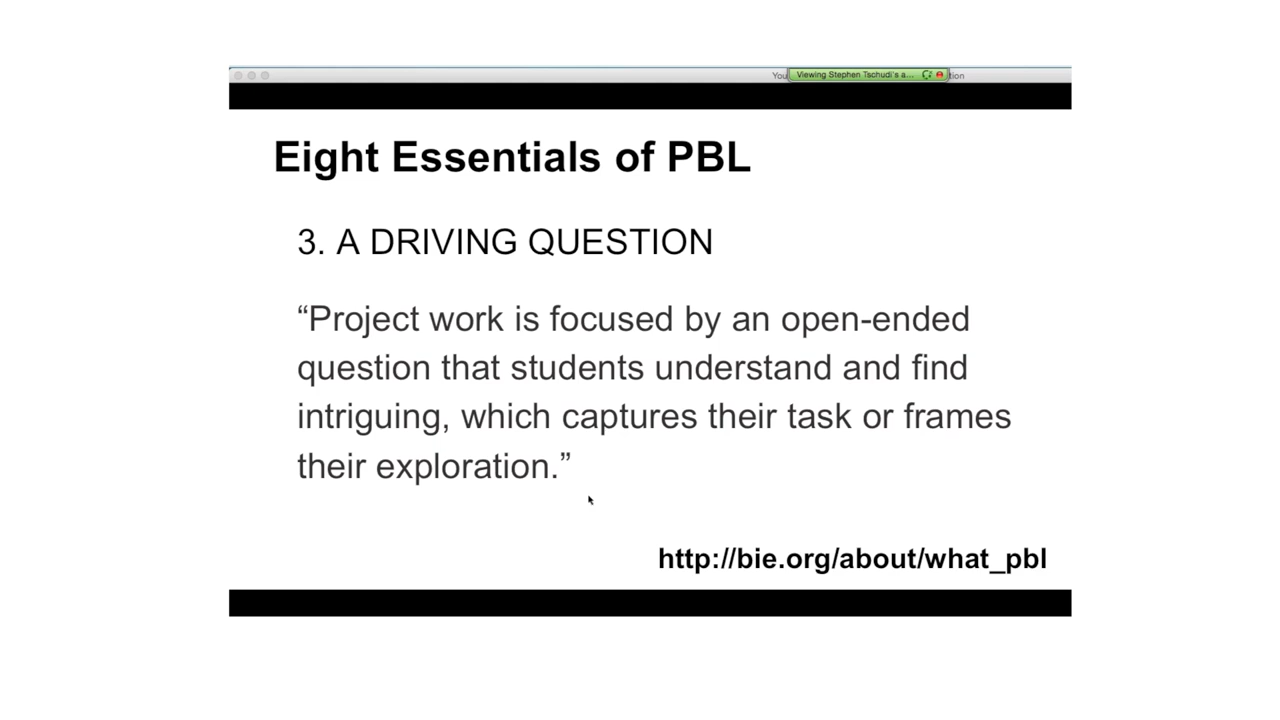 You
Viewing Stephen Tschudi's a...
tion
Eight Essentials of PBL
3. A DRIVING QUESTION
“Project work is focused by an open-ended
question that students understand and find
intriguing, which captures their task or frames
their exploration.”
http://bie.org/about/what_pbl